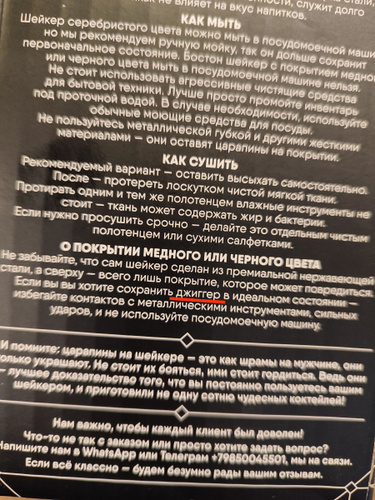 как не влияет на вкус напитков.
КАК МЫТЬ
Шейкер серебристого цвета можно мыть в посудомоечной маши
но мы рекомендуем ручную мойку, так он дольше сохранит
первоначальное состояние. Бостон шейкер с покрытием медно
или черного цвета мыть в посудомоечной машине нельзя.
Не стоит использовать агрессивные чистящие средства
для бытовой техники. Лучше просто промойте инвентарь
под проточной водой. В случае необходимости, используйте
обычные моющие средства для посуды.
Не пользуйтесь металлической губкой и другими жесткими
материалами – они оставят царапины на покрытии.
КАК СУШИТЬ
Рекомендуемый вариант – оставить высыхать самостоятельно.
После – протереть лоскутком чистой мягкой ткани.
Протирать одним и тем же полотенцем влажные инструменты не
стоит – ткань может содержать жир и бактерии.
Если нужно просушить срочно – делайте это отдельным чистым
полотенцем или сухими салфетками.
О ПОКРЫТИИ МЕДНОГО ИЛИ ЧЕРНОГО ЦВЕТА
Не забывайте, что сам шейкер сделан из премиальной нержавеющей
стали, а сверху – всего лишь покрытие, которое может повредиться
Если вы вы хотите сохранить джиггер в идеальном состоянии –
избегайте контактов с металлическими инструментами, сильных
ударов, и не используйте посудомоечную машину.
И помните: царапины на шейкере – это как шрамы на мужчине, они
олько украшают. Не стоит их бояться, ими стоит гордиться. Ведь они
– лучшее доказательство того, что вы постоянно пользуетесь вашим
шейкером, и приготовили не одну сотню чудесных коктейлей!
Нам важно, чтобы каждый клиент был доволен!
Что-то не так с заказом или просто хотите задать вопрос?
Напишите нам в WhatsApp или Телеграм +79850045501, мы на связи.
Если всё классно – будем безумно рады вашим отзывам.